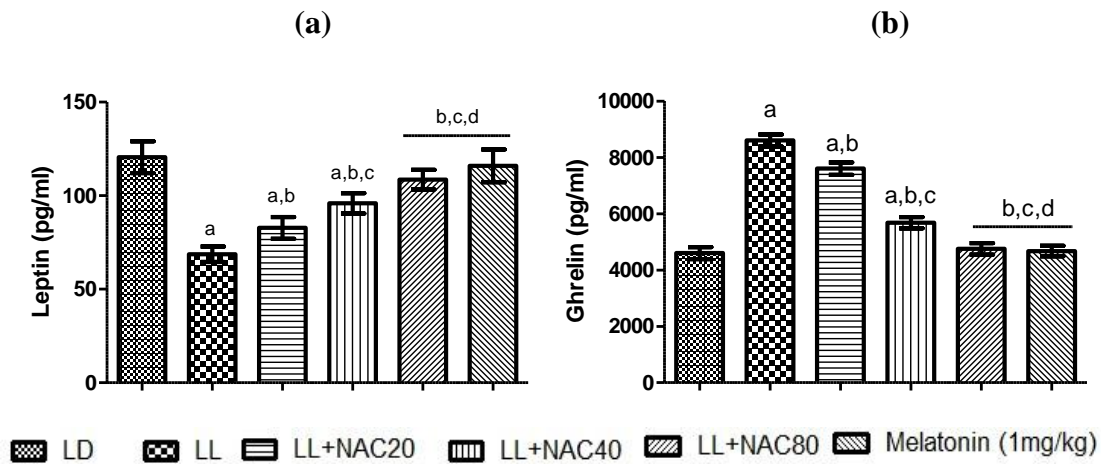 (a)
(b)
Leptin (pg/ml)
150
100
50
0
a
a,b
a,b,c
b,c,d
Ghrelin (pg/ml)
10000
8000
6000
4000
2000
0
a
a,b
a,b,c
b,c,d
LD
LL
LL+NAC20
LL+NAC40
LL+NAC80
Melatonin (1mg/kg)